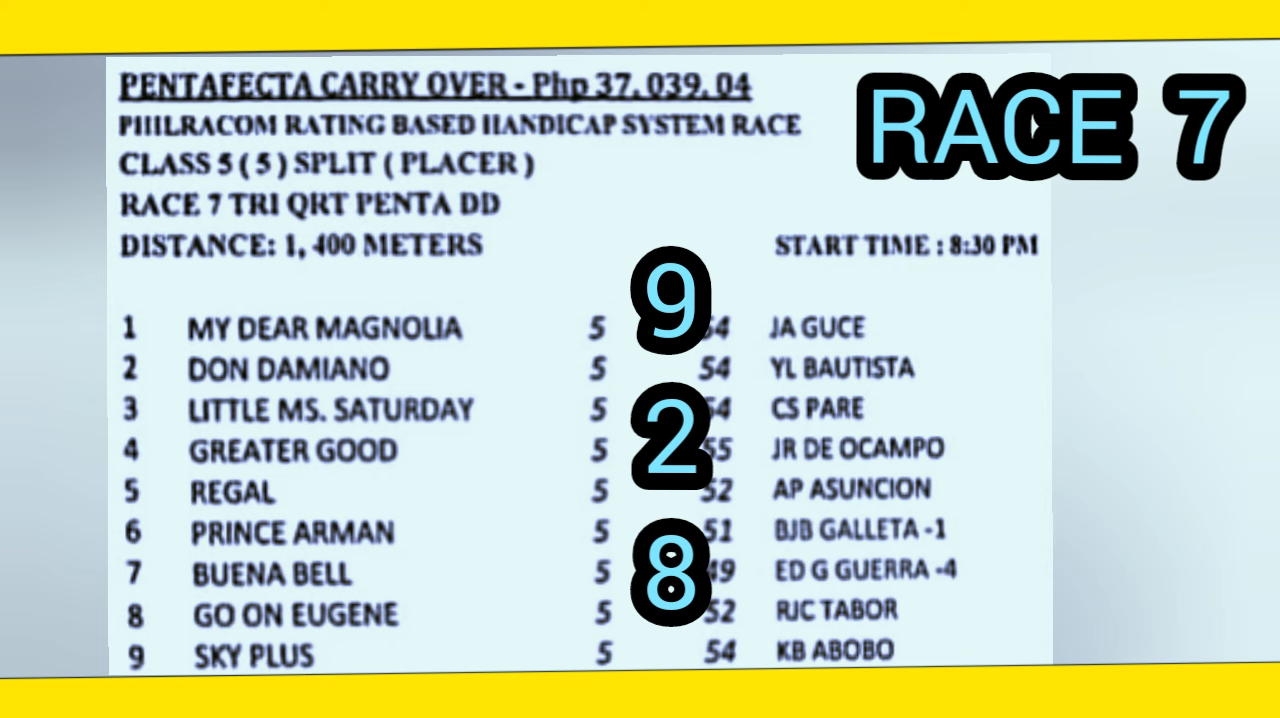 PENTAFECTA CARRY OVER - Php 37. 039. 04
RACE 7
PHILRACOM RATING BASED HANDICAP SYSTEM RACE
CLASS 5 ( 5 ) SPLIT ( PLACER )
RACE 7 TRI QRT PENTA DD
DISTANCE: 1, 400 METERS START TIME : 8:30 PM
9
1 MY DEAR MAGNOLIA 5 54 JA GUCE
2 DON DAMIANO 5 54 YL BAUTISTA
3 LITTLE MS. SATURDAY 5 54 CS PARE
2
4 GREATER GOOD 5 55 JR DE OCAMPO
5 REGAL 5 52 AP ASUNCION
6 PRINCE ARMAN 5 51 BJB GALLETA -1
8
7 BUENA BELL 5 49 ED G GUERRA -4
8 GO ON EUGENE 5 52 RJC TABOR
9 SKY PLUS 5 54 KB ABOBO